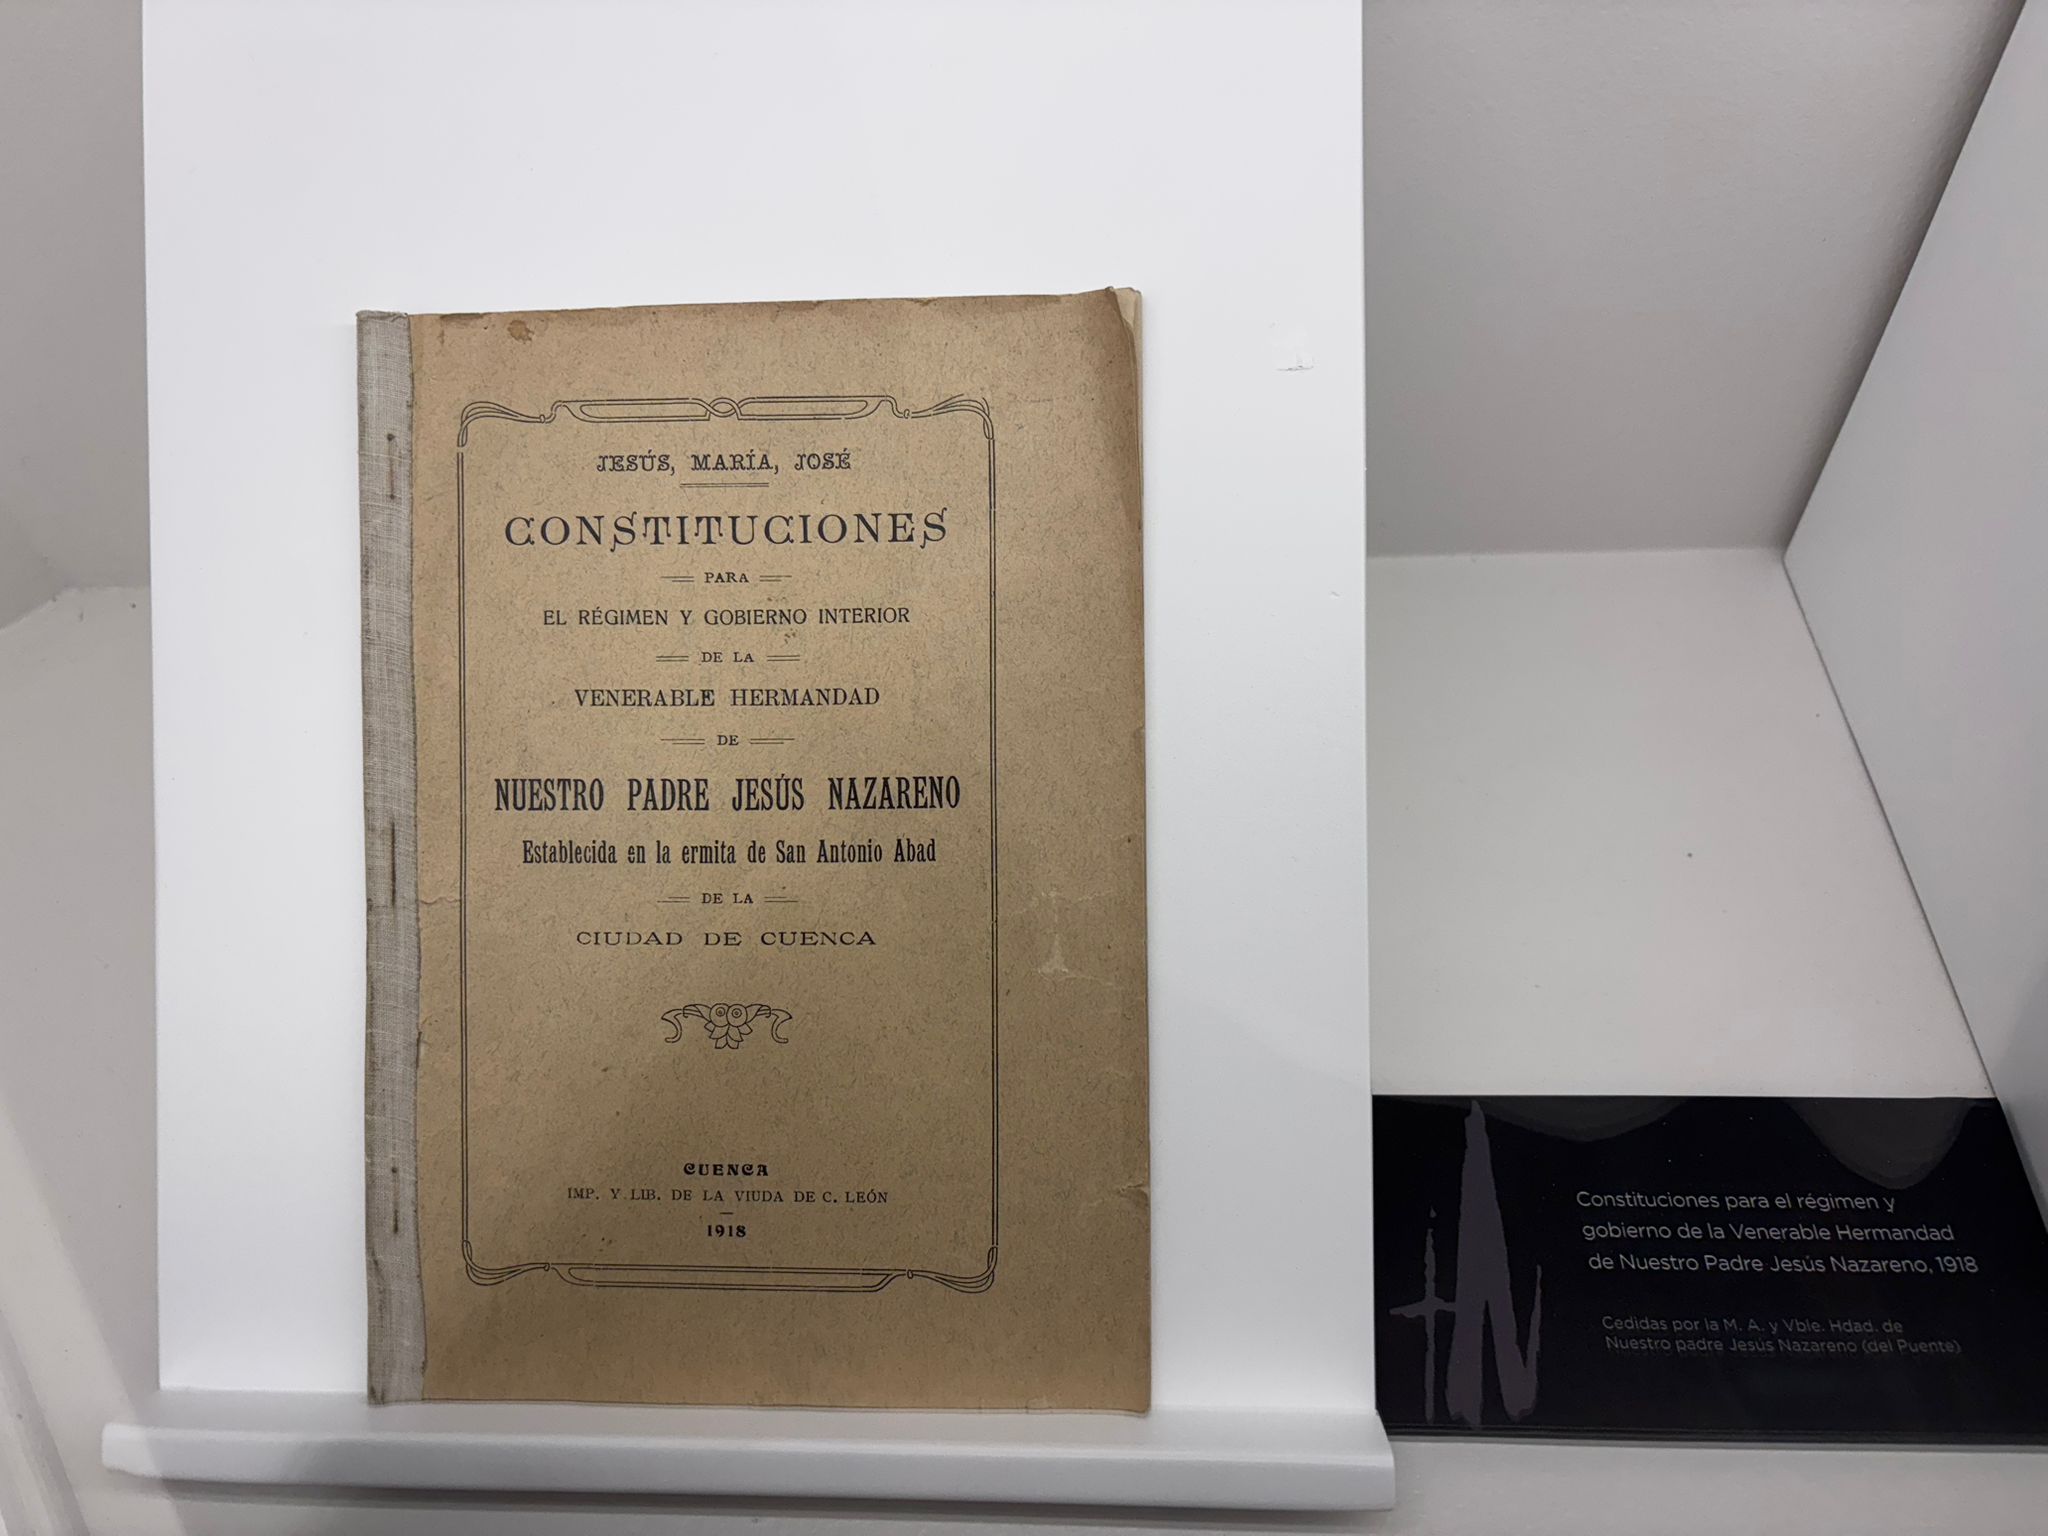 JESÚS, MARÍA, JOSÉ
CONSTITUCIONES
PARA
EL RÉGIMEN Y GOBIERNO INTERIOR
DE LA
VENERABLE HERMANDAD
DE
NUESTRO PADRE JESÚS NAZARENO
Establecida en la ermita de San Antonio Abad
DE LA
CIUDAD DE CUENCA
CUENCA
IMP. Y LIB. DE LA VIUDA DE C. LEÓN
1918
Constituciones para el régimen y
gobierno de la Venerable Hermandad
de Nuestro Padre Jesús Nazareno, 1918
Cedidas por la M. A. y Vble. Hdad. de
Nuestro padre Jesús Nazareno (del Puente)